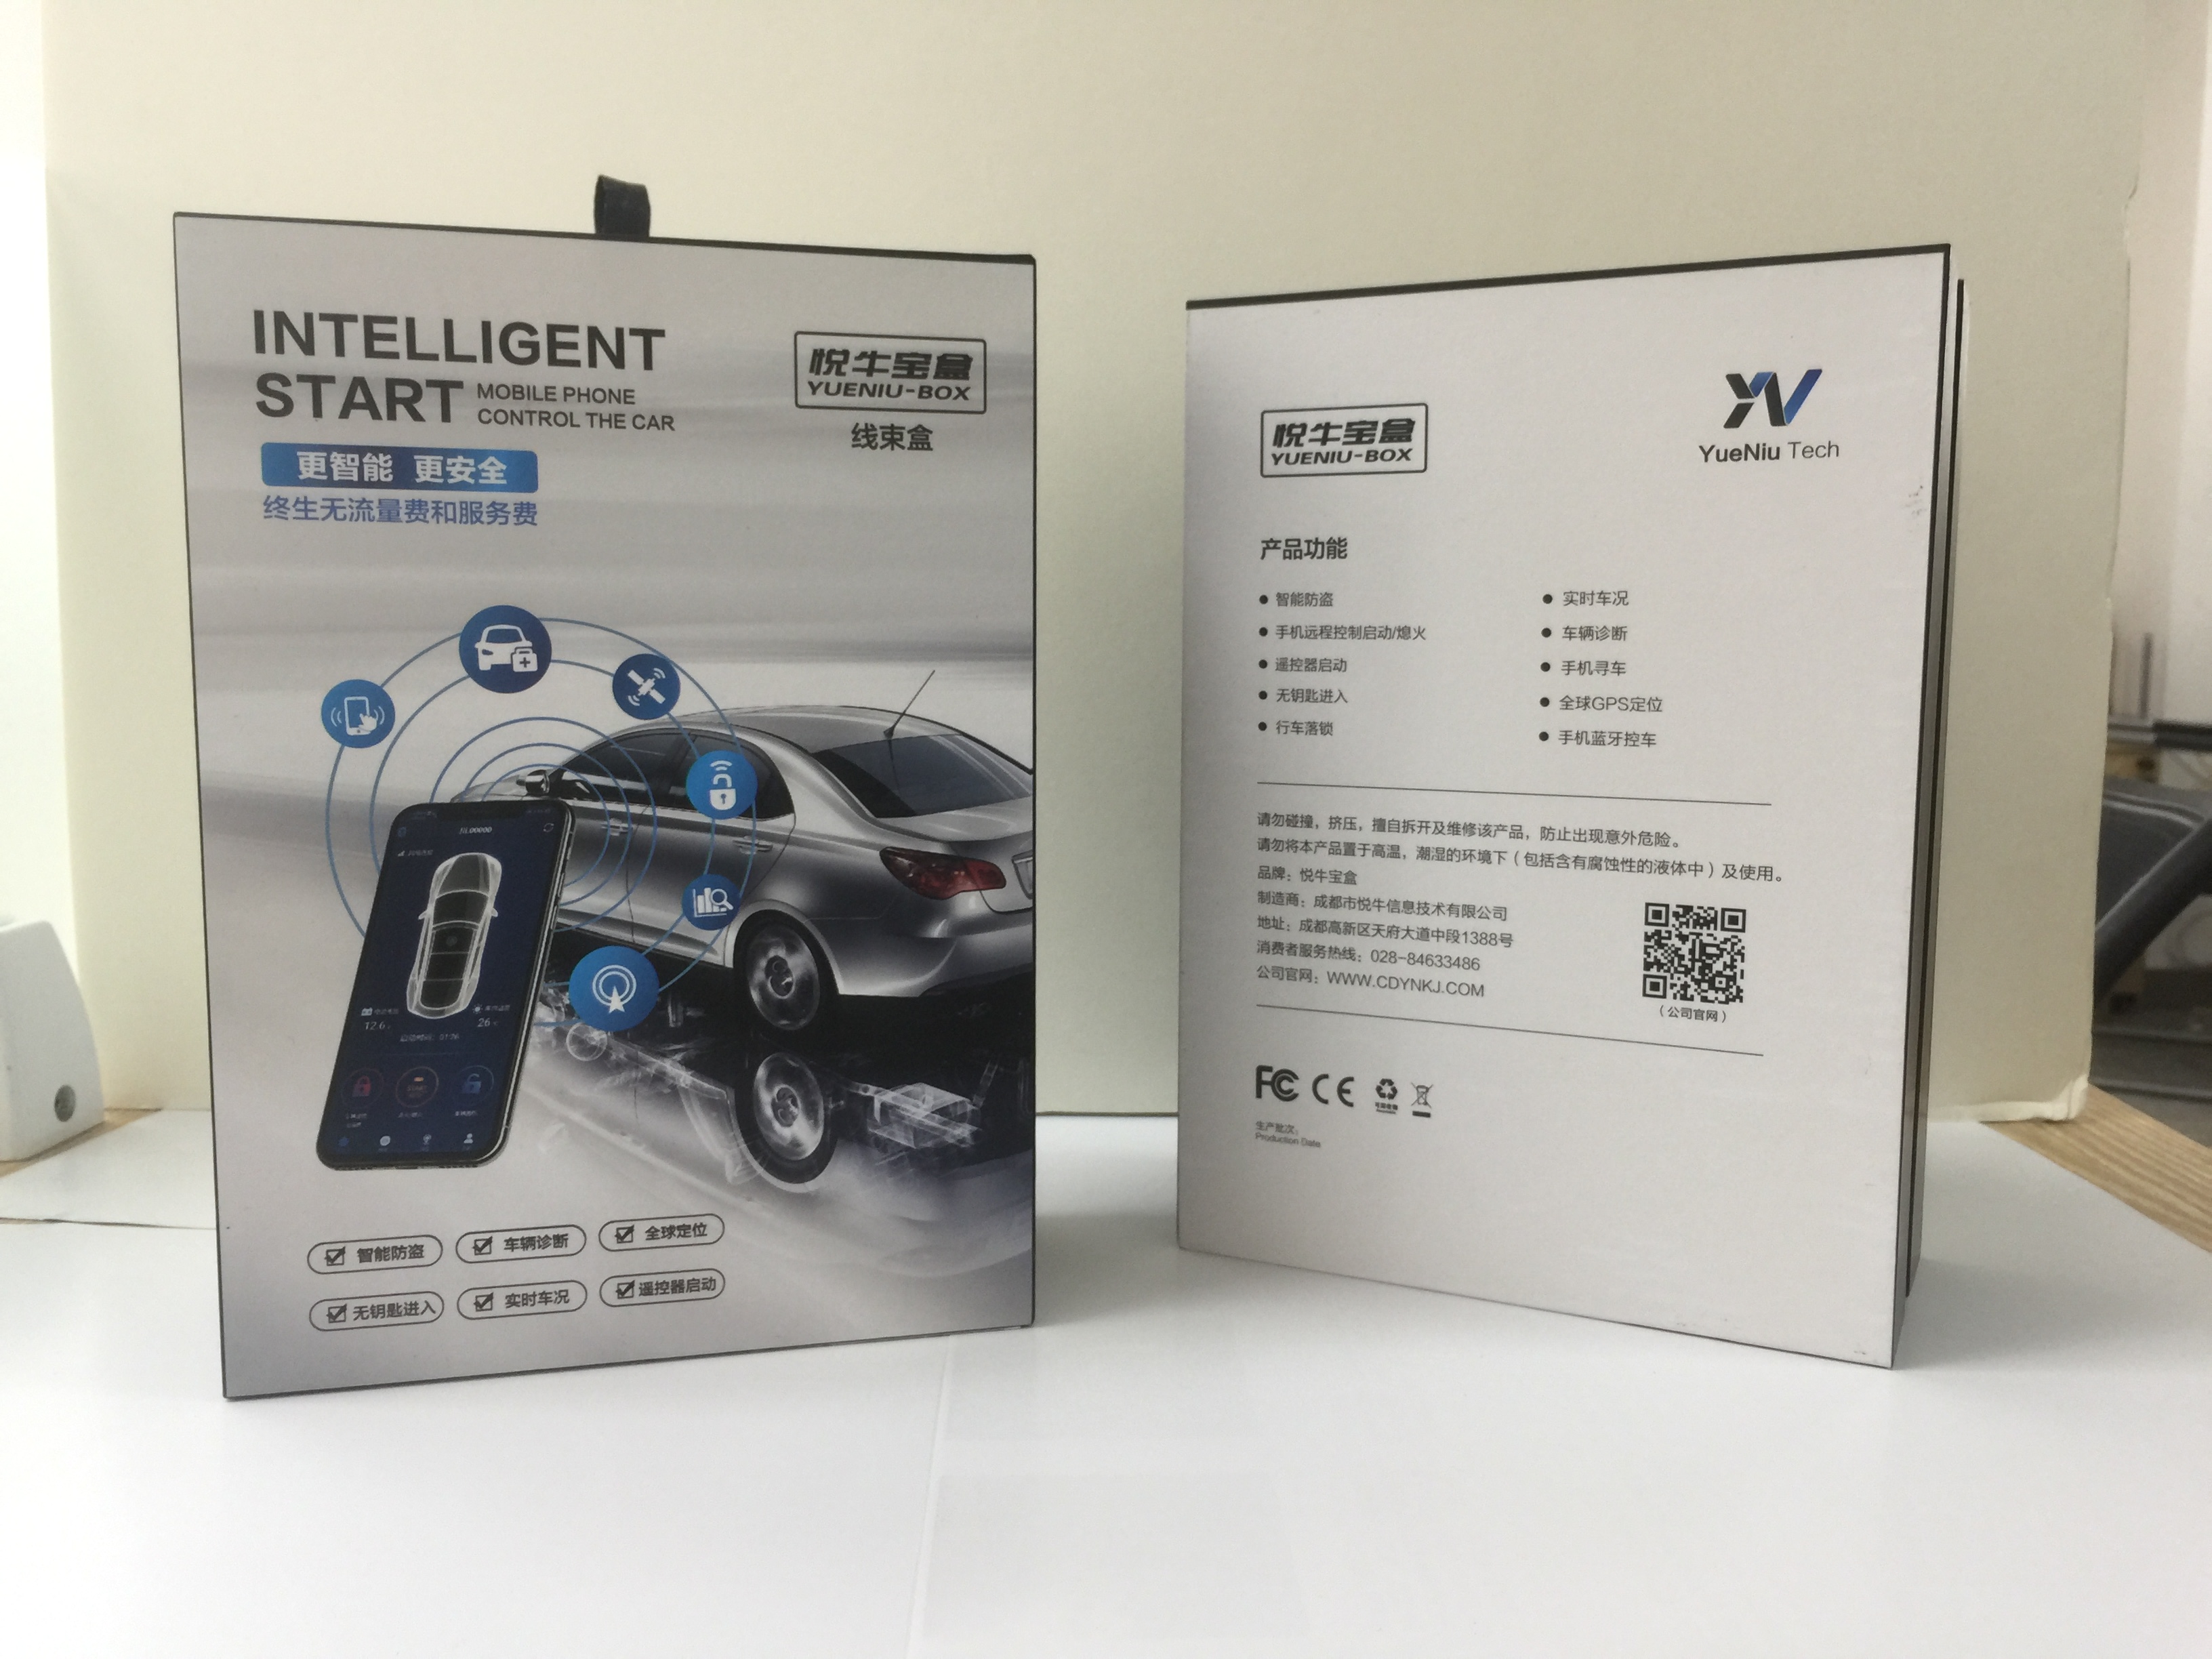 INTELLIGENT
START MOBILE PHONE
CONTROL THE CAR
悦牛宝盒
YUENIU-BOX
线束盒
更智能 更安全
终生无流量费和服务费
12.6
26
智能防盗
车辆诊断
全球定位
无钥匙进入
实时车况
遥控器启动
悦牛宝盒
YUENIU-BOX
YueNiu Tech
产品功能
智能防盗
手机远程控制启动/熄火
遥控器启动
无钥匙进入
行车落锁
实时车况
车辆诊断
手机寻车
全球GPS定位
手机蓝牙控车
请勿碰撞，挤压，擅自拆开及维修该产品，防止出现意外危险。
请勿将本产品置于高温，潮湿的环境下（包括含有腐蚀性的液体中）及使用。
品牌：悦牛宝盒
制造商：成都市悦牛信息技术有限公司
地址：成都高新区天府大道中段1388号
消费者服务热线：028-84633486
公司官网：WWW.CDYNKJ.COM
（公司官网）
FC CE
生产批次：
Production Date